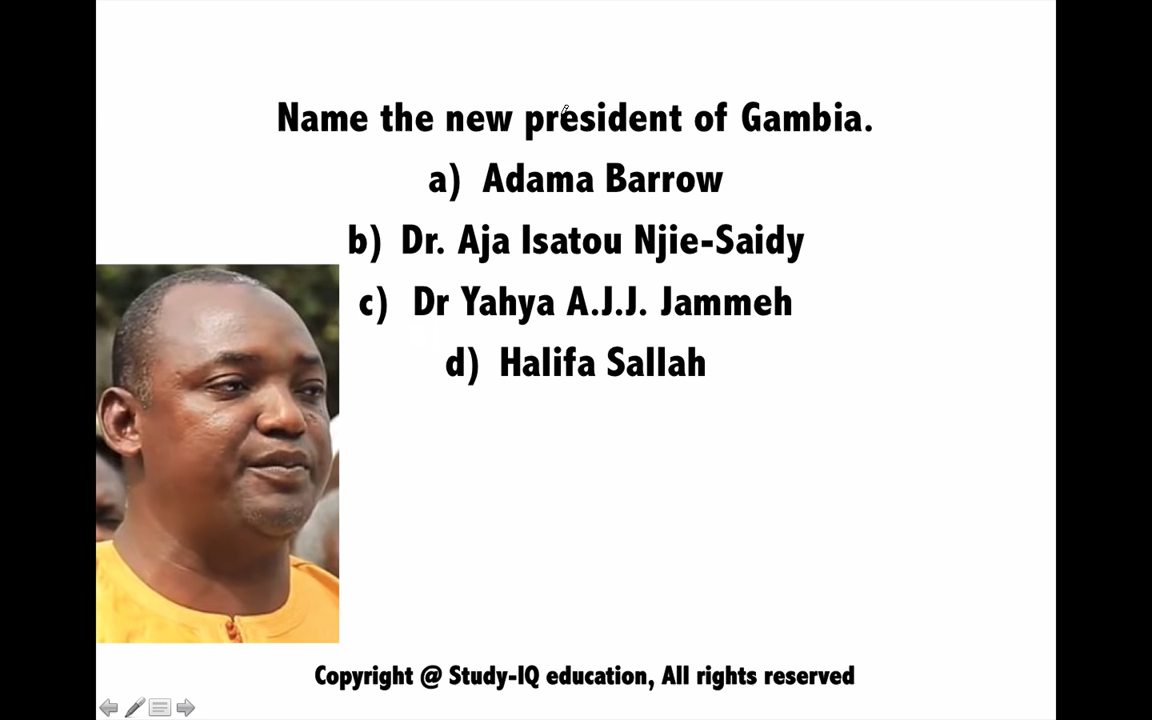 Name the new president of Gambia.
a) Adama Barrow
b) Dr. Aja Isatou Njie-Saidy
c) Dr Yahya A.J.J. Jammeh
d) Halifa Sallah
Copyright @ Study-IQ education, All rights reserved